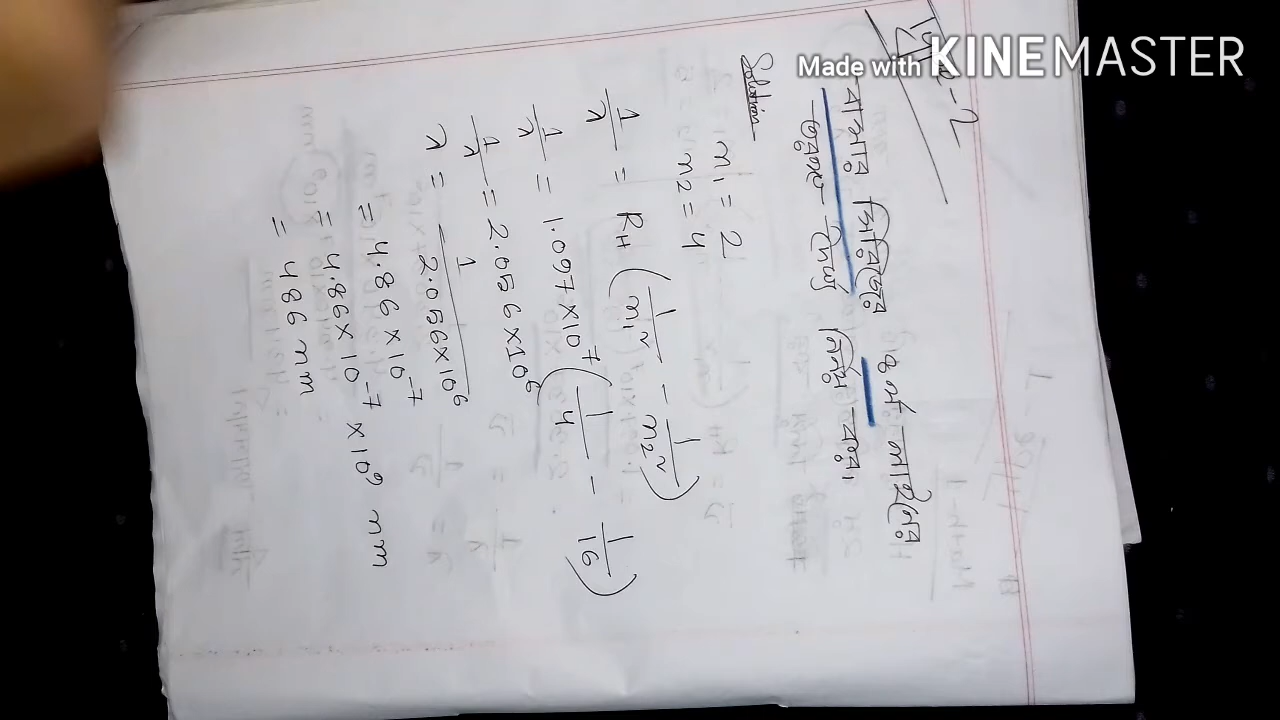 Made with KINEMASTER
বামার সিরিজের ২য় লাইনের
তরঙ্গ দৈর্ঘ্য নির্ণয় কর।
Solution
n₁ = 2
n₂ = 4
1/λ = RH (1/n₁² - 1/n₂²)
1/λ = 1.097×10⁷ (1/4 - 1/16)
1/λ = 2.056×10⁶
λ = 1/2.056×10⁶
= 4.86×10⁻⁷
= 4.86×10⁻⁷ ×10⁹ nm
= 486 nm